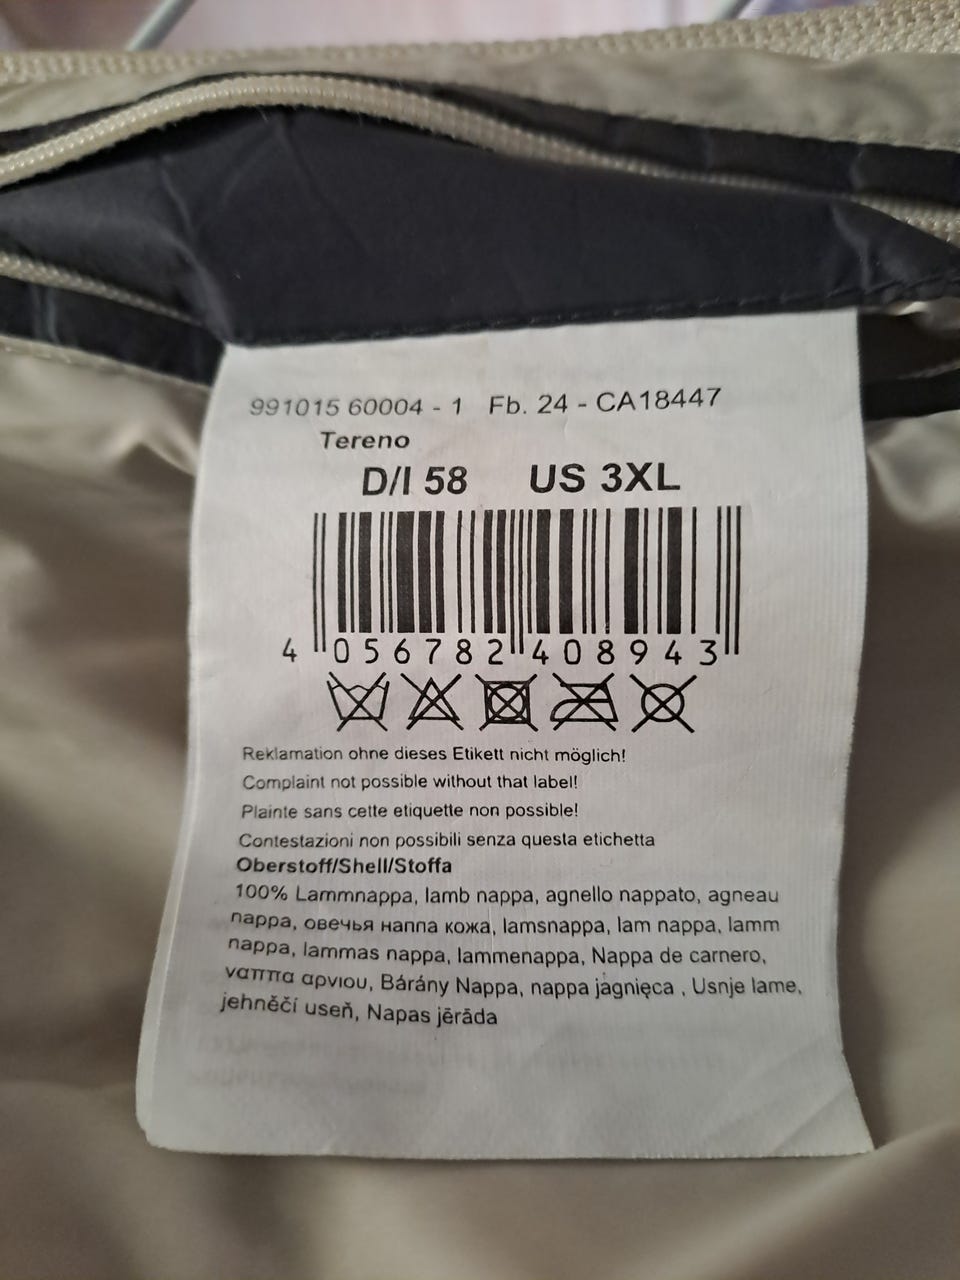 991015 60004 - 1 Fb. 24 - CA18447
Tereno
D/I 58 US 3XL
4 056782 408943
Reklamation ohne dieses Etikett nicht möglich!
Complaint not possible without that label!
Plainte sans cette etiquette non possible!
Contestazioni non possibili senza questa etichetta
Oberstoff/Shell/Stoffa
100% Lammnappa, lamb nappa, agnello nappato, agneau
nappa, овечья наппа кожа, lamsnappa, lam nappa, lamm
nappa, lammas nappa, lammenappa, Nappa de carnero,
ναππα αρνιου, Bárány Nappa, nappa jagnięca , Usnje lame,
jehněčí useň, Napas jērāda